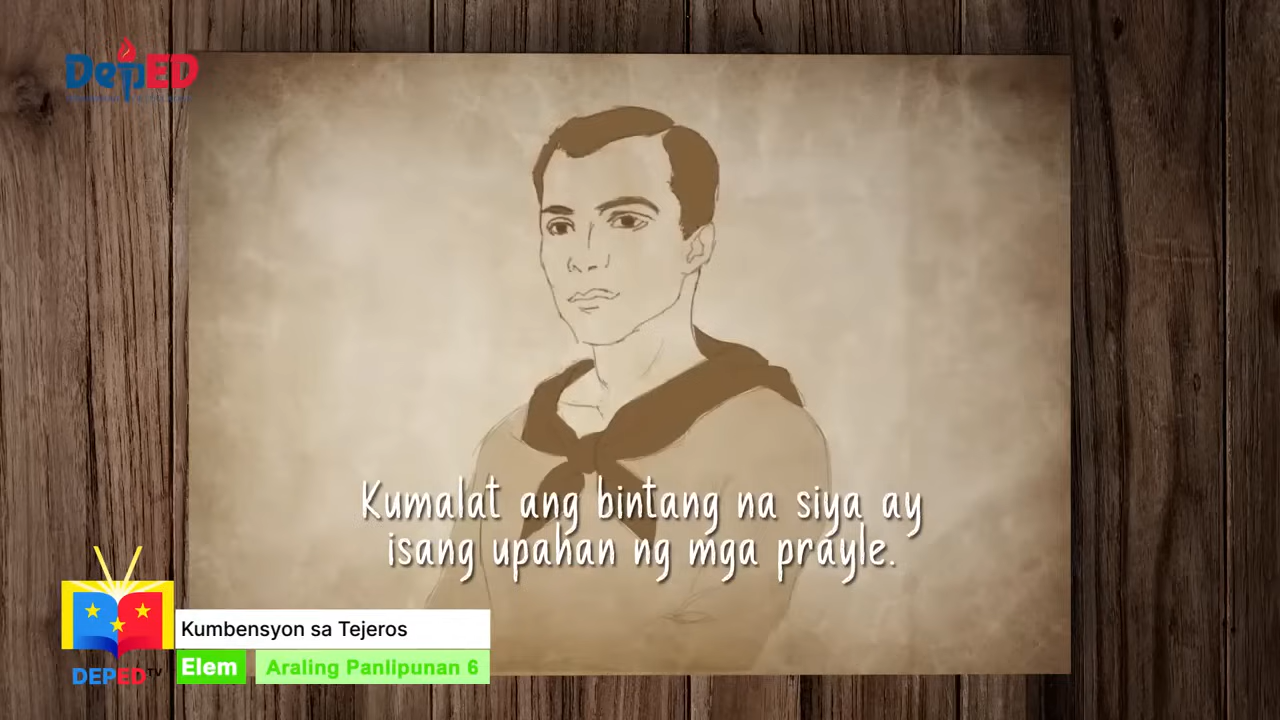 DepED
Kumalat ang bintang na siya ay
isang upahan ng mga prayle.
Kumbensyon sa Tejeros
DEPED TV
Elem
Araling Panlipunan 6